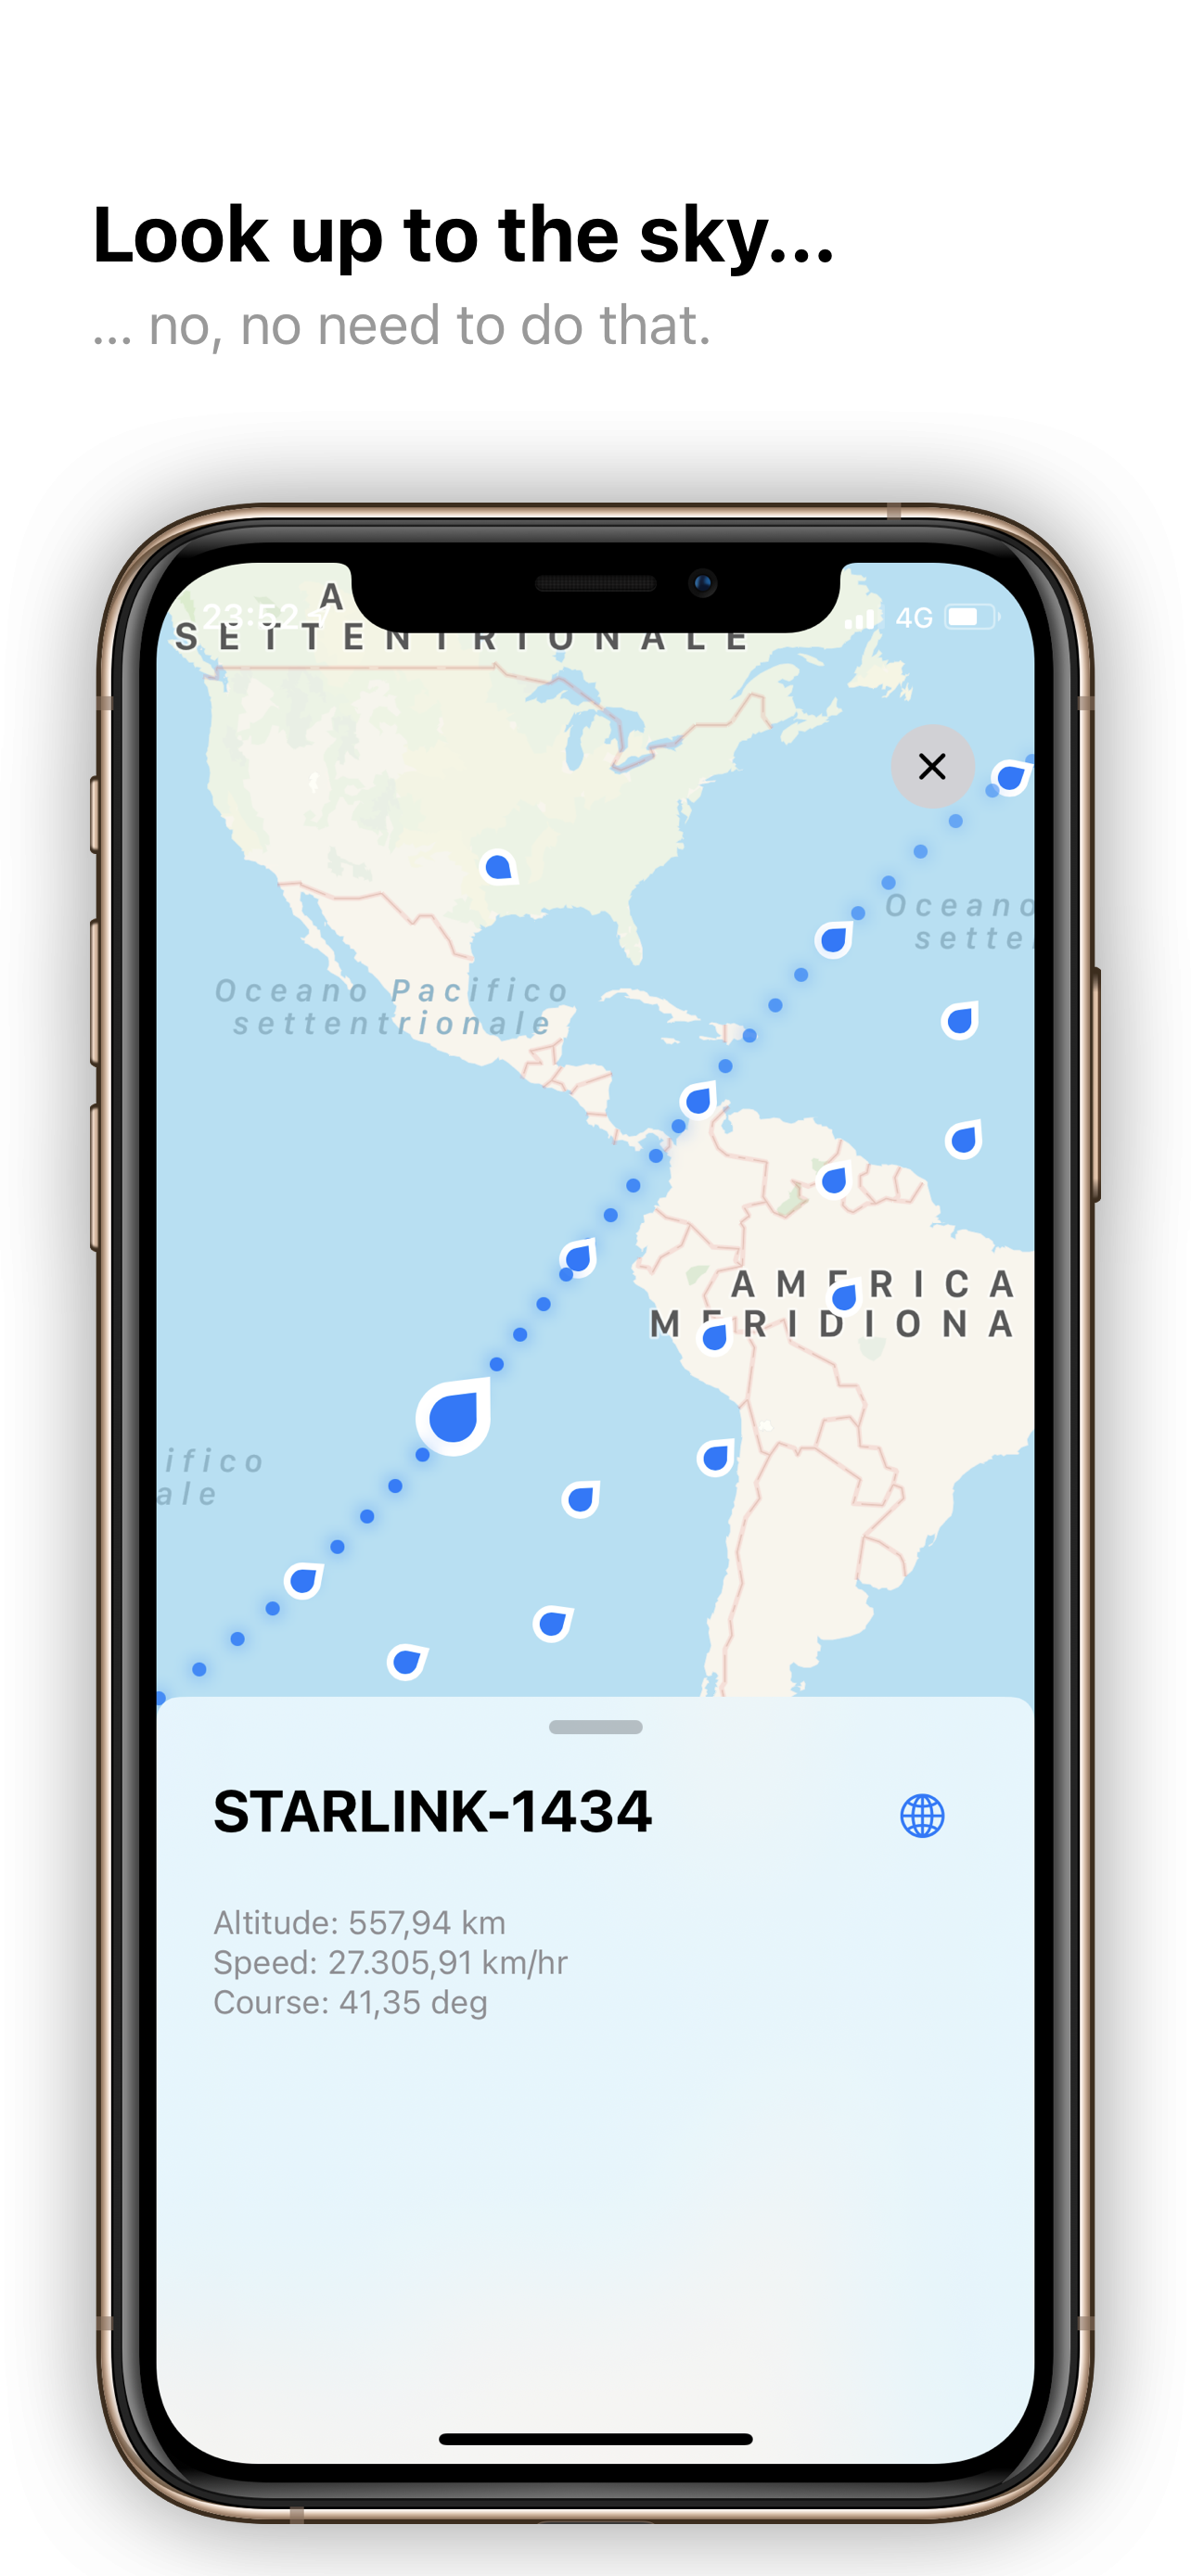 Look up to the sky...
... no, no need to do that.
23:52
4G
A
SETTENTRIONALE
Oceano
sette
Oceano Pacifico
settentrionale
AMERICA
MERIDIONA
ifico
ale
STARLINK-1434
Altitude: 557,94 km
Speed: 27.305,91 km/hr
Course: 41,35 deg